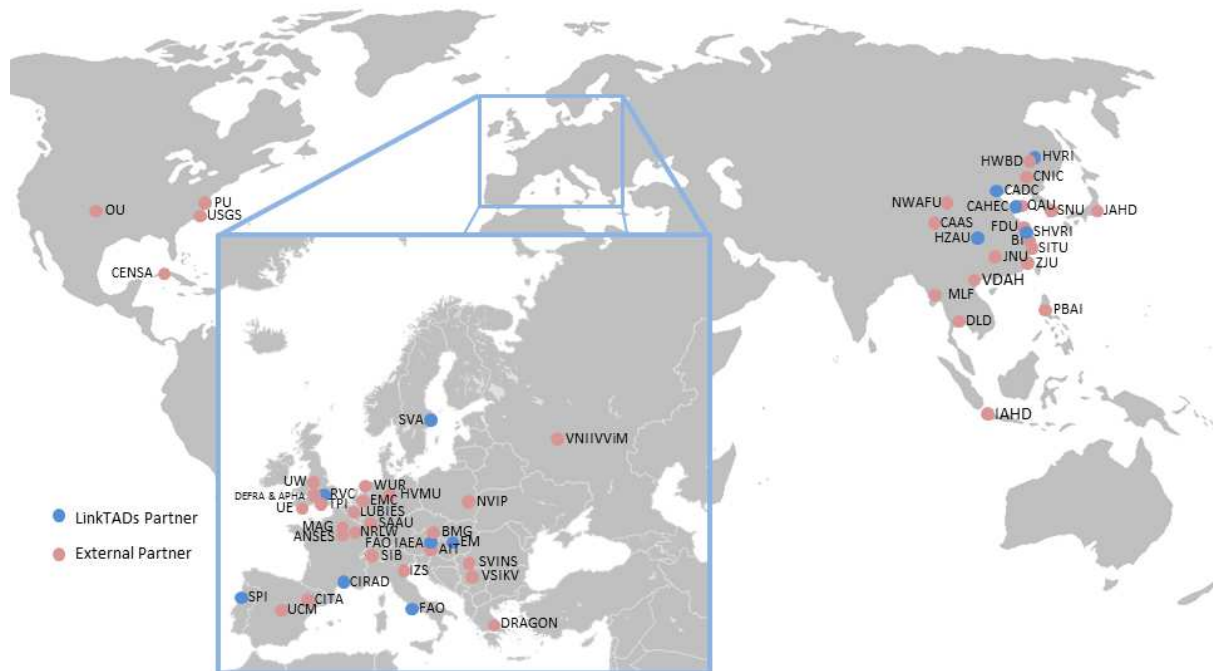 OU
PU
USGS
CENSA
HWBD
HVRI
CNIC
CADC
NWAFU
CAHEC
QAU
SNU
JAHD
CAAS
FDU
SHVRI
HZAU
BI
SJTU
JNU
ZJU
VDAH
MLF
PBAI
DLD
IAHD
SVA
VNIIVViM
UW
WUR
DEFRA & APHA
RVC
HVMU
UE
TPI
EMC
NVIP
LUBIES
MAG
SAAU
ANSES
NRLW
BMG
FAO IAEA
EM
SIB
AIT
SVINS
IZS
VSIKV
CIRAD
SPI
CITA
UCM
FAO
DRAGON
LinkTADs Partner
External Partner